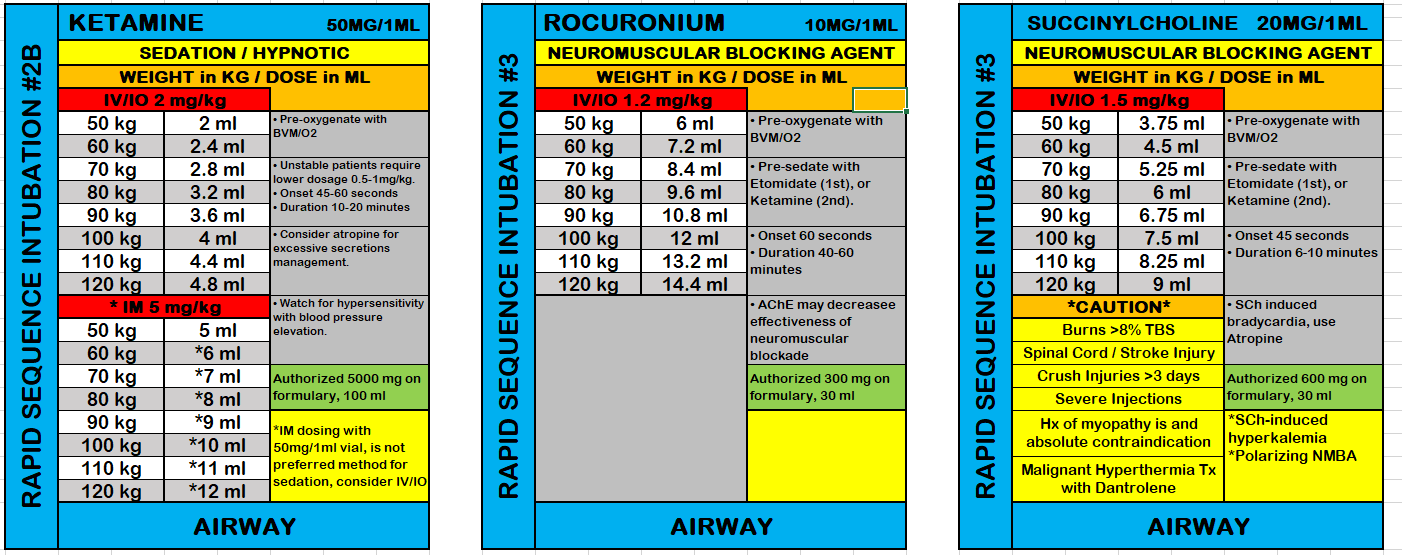 RAPID SEQUENCE INTUBATION #2B
KETAMINE 50MG/1ML
SEDATION / HYPNOTIC
WEIGHT in KG / DOSE in ML
IV/IO 2 mg/kg
50 kg 2 ml
60 kg 2.4 ml
70 kg 2.8 ml
80 kg 3.2 ml
90 kg 3.6 ml
100 kg 4 ml
110 kg 4.4 ml
120 kg 4.8 ml
* IM 5 mg/kg
50 kg 5 ml
60 kg *6 ml
70 kg *7 ml
80 kg *8 ml
90 kg *9 ml
100 kg *10 ml
110 kg *11 ml
120 kg *12 ml
• Pre-oxygenate with
BVM/O2
• Unstable patients require
lower dosage 0.5-1mg/kg.
• Onset 45-60 seconds
• Duration 10-20 minutes
• Consider atropine for
excessive secretions
management.
• Watch for hypersensitivity
with blood pressure
elevation.
Authorized 5000 mg on
formulary, 100 ml
*IM dosing with
50mg/1ml vial, is not
preferred method for
sedation, consider IV/IO
AIRWAY
RAPID SEQUENCE INTUBATION #3
ROCURONIUM 10MG/1ML
NEUROMUSCULAR BLOCKING AGENT
WEIGHT in KG / DOSE in ML
IV/IO 1.2 mg/kg
50 kg 6 ml
60 kg 7.2 ml
70 kg 8.4 ml
80 kg 9.6 ml
90 kg 10.8 ml
100 kg 12 ml
110 kg 13.2 ml
120 kg 14.4 ml
• Pre-oxygenate with
BVM/O2
• Pre-sedate with
Etomidate (1st), or
Ketamine (2nd).
• Onset 60 seconds
• Duration 40-60
minutes
• AChE may decreasee
effectiveness of
neuromuscular
blockade
Authorized 300 mg on
formulary, 30 ml
AIRWAY
RAPID SEQUENCE INTUBATION #3
SUCCINYLCHOLINE 20MG/1ML
NEUROMUSCULAR BLOCKING AGENT
WEIGHT in KG / DOSE in ML
IV/IO 1.5 mg/kg
50 kg 3.75 ml
60 kg 4.5 ml
70 kg 5.25 ml
80 kg 6 ml
90 kg 6.75 ml
100 kg 7.5 ml
110 kg 8.25 ml
120 kg 9 ml
*CAUTION*
Burns >8% TBS
Spinal Cord / Stroke Injury
Crush Injuries >3 days
Severe Injections
Hx of myopathy is and
absolute contraindication
Malignant Hyperthermia Tx
with Dantrolene
• Pre-oxygenate with
BVM/O2
• Pre-sedate with
Etomidate (1st), or
Ketamine (2nd).
• Onset 45 seconds
• Duration 6-10 minutes
• SCh induced
bradycardia, use
Atropine
Authorized 600 mg on
formulary, 30 ml
*SCh-induced
hyperkalemia
*Polarizing NMBA
AIRWAY